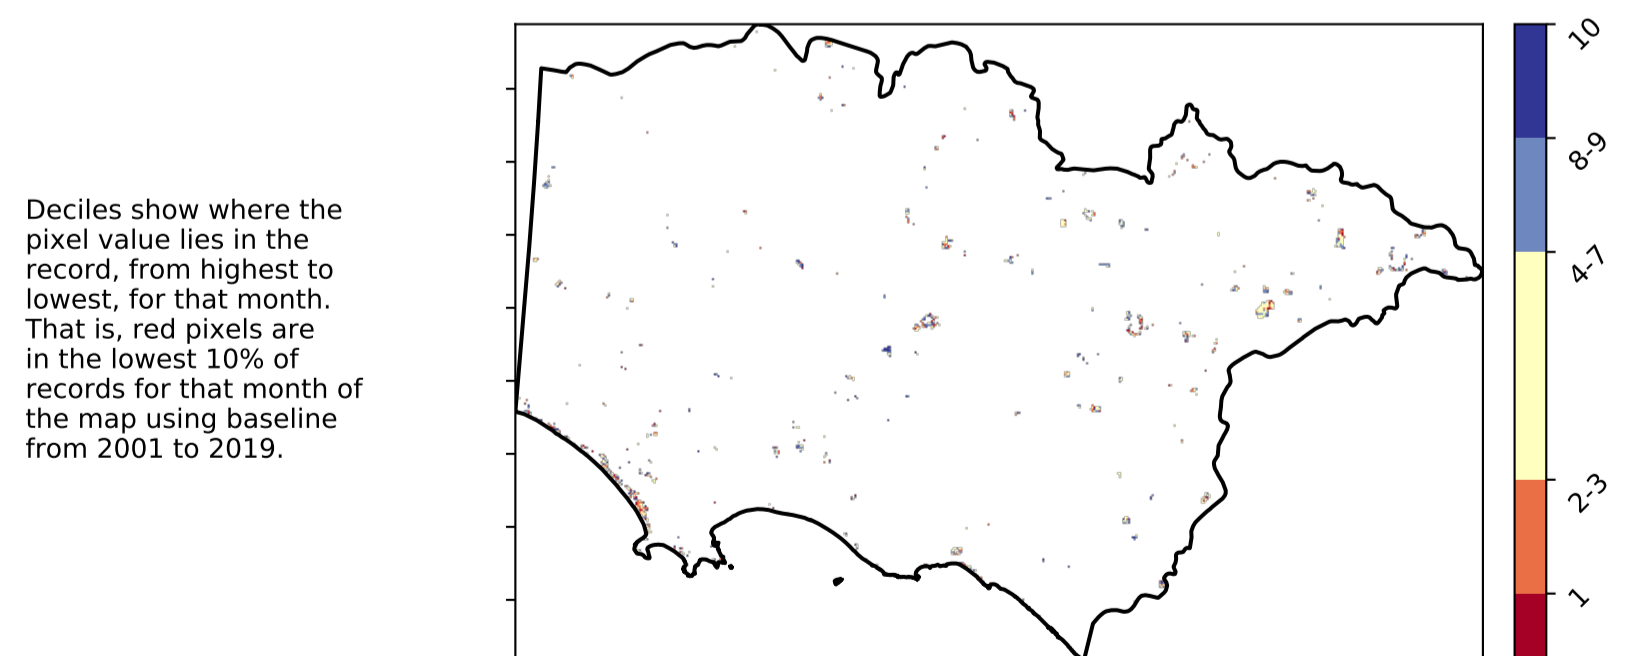 Deciles show where the
pixel value lies in the
record, from highest to
lowest, for that month.
That is, red pixels are
in the lowest 10% of
records for that month of
the map using baseline
from 2001 to 2019.
10
8-9
4-7
2-3
1